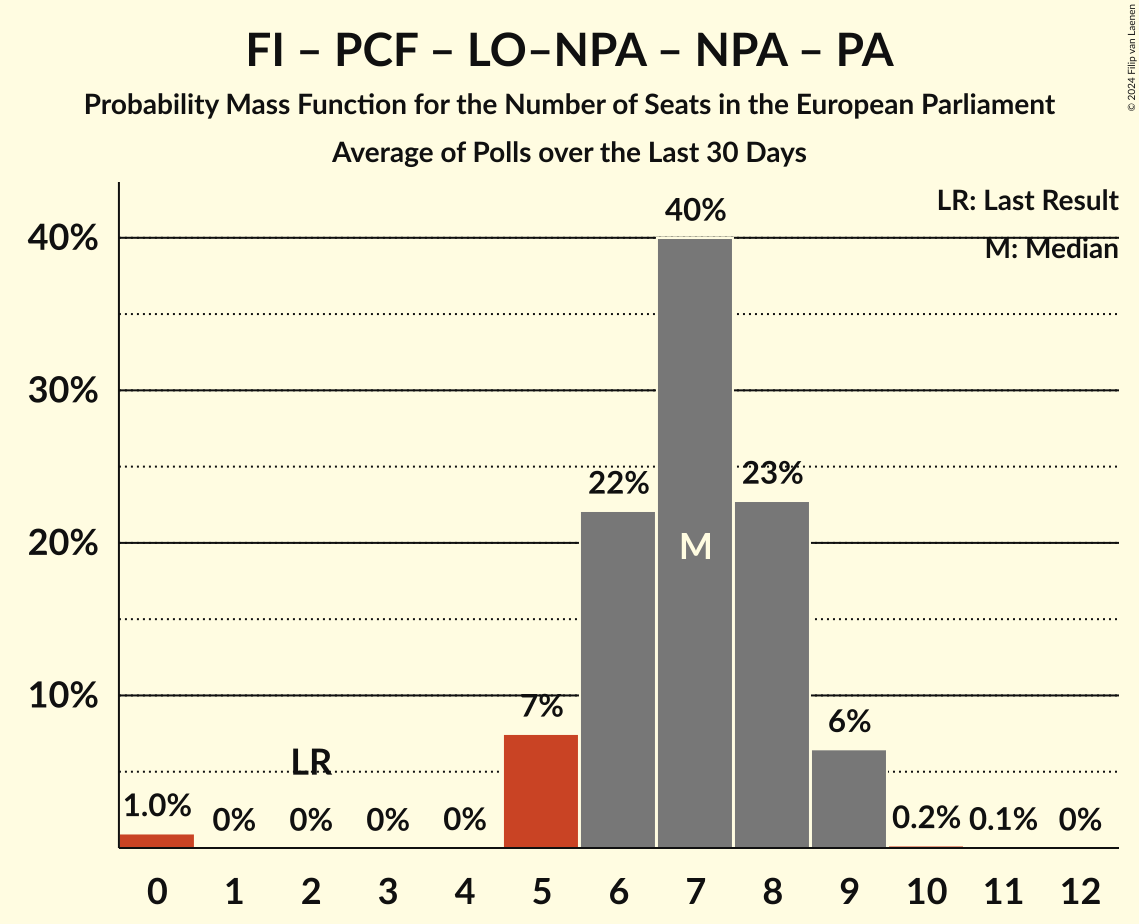 FI – PCF – LO–NPA – NPA – PA
Probability Mass Function for the Number of Seats in the European Parliament
Average of Polls over the Last 30 Days
© 2024 Filip van Laenen
LR: Last Result
M: Median
40%
30%
20%
10%
1.0%
0%
LR
0%
0%
0%
7%
22%
40%
M
23%
6%
0.2%
0.1%
0%
0 1 2 3 4 5 6 7 8 9 10 11 12